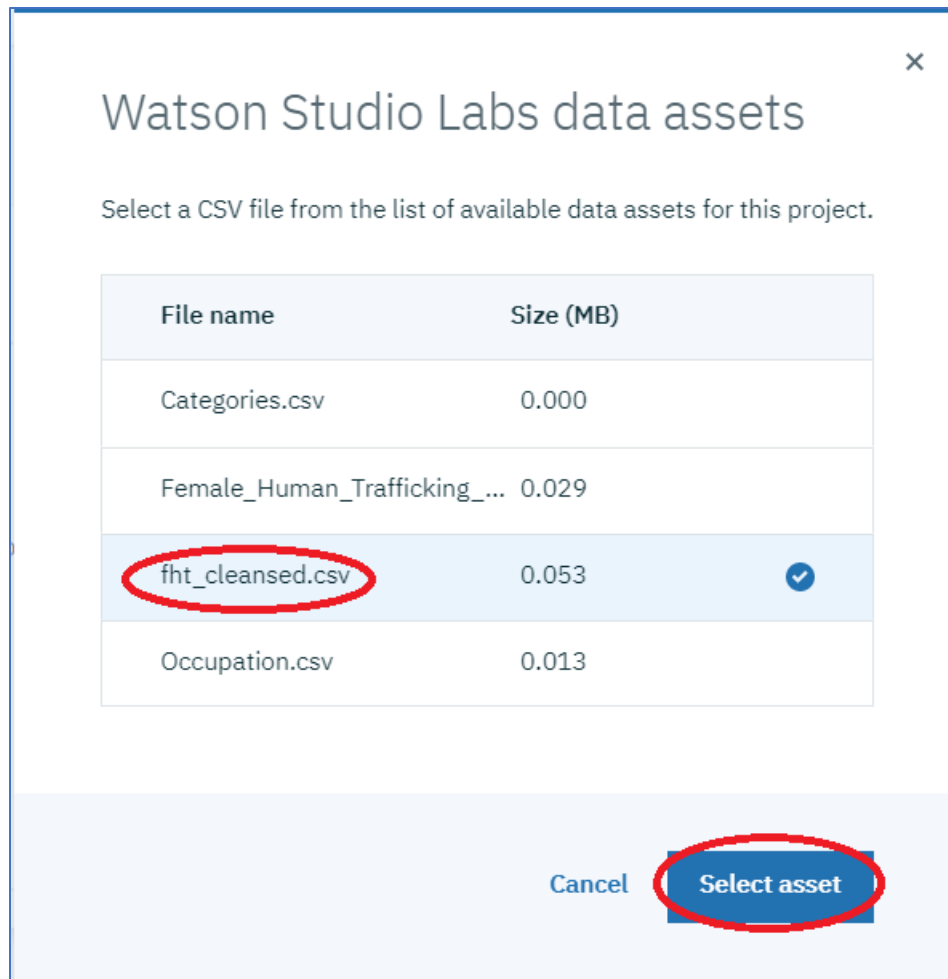 Watson Studio Labs data assets
Select a CSV file from the list of available data assets for this project.
File name Size (MB)
Categories.csv 0.000
Female_Human_Trafficking_... 0.029
fht_cleansed.csv 0.053
Occupation.csv 0.013
Cancel Select asset